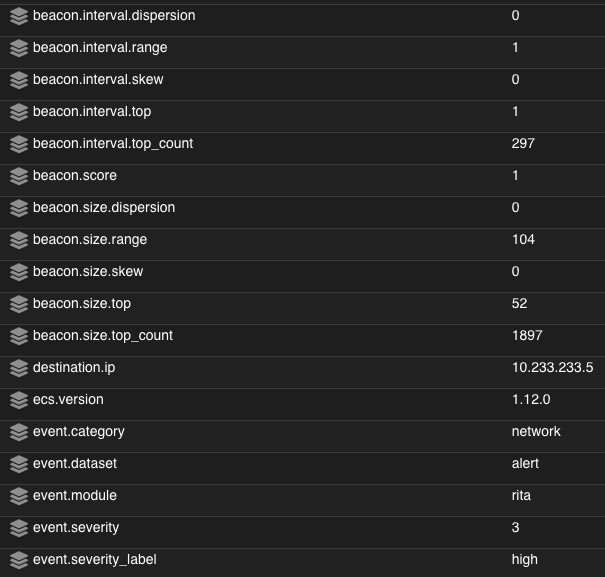 beacon.interval.dispersion 0
beacon.interval.range 1
beacon.interval.skew 0
beacon.interval.top 1
beacon.interval.top_count 297
beacon.score 1
beacon.size.dispersion 0
beacon.size.range 104
beacon.size.skew 0
beacon.size.top 52
beacon.size.top_count 1897
destination.ip 10.233.233.5
ecs.version 1.12.0
event.category network
event.dataset alert
event.module rita
event.severity 3
event.severity_label high